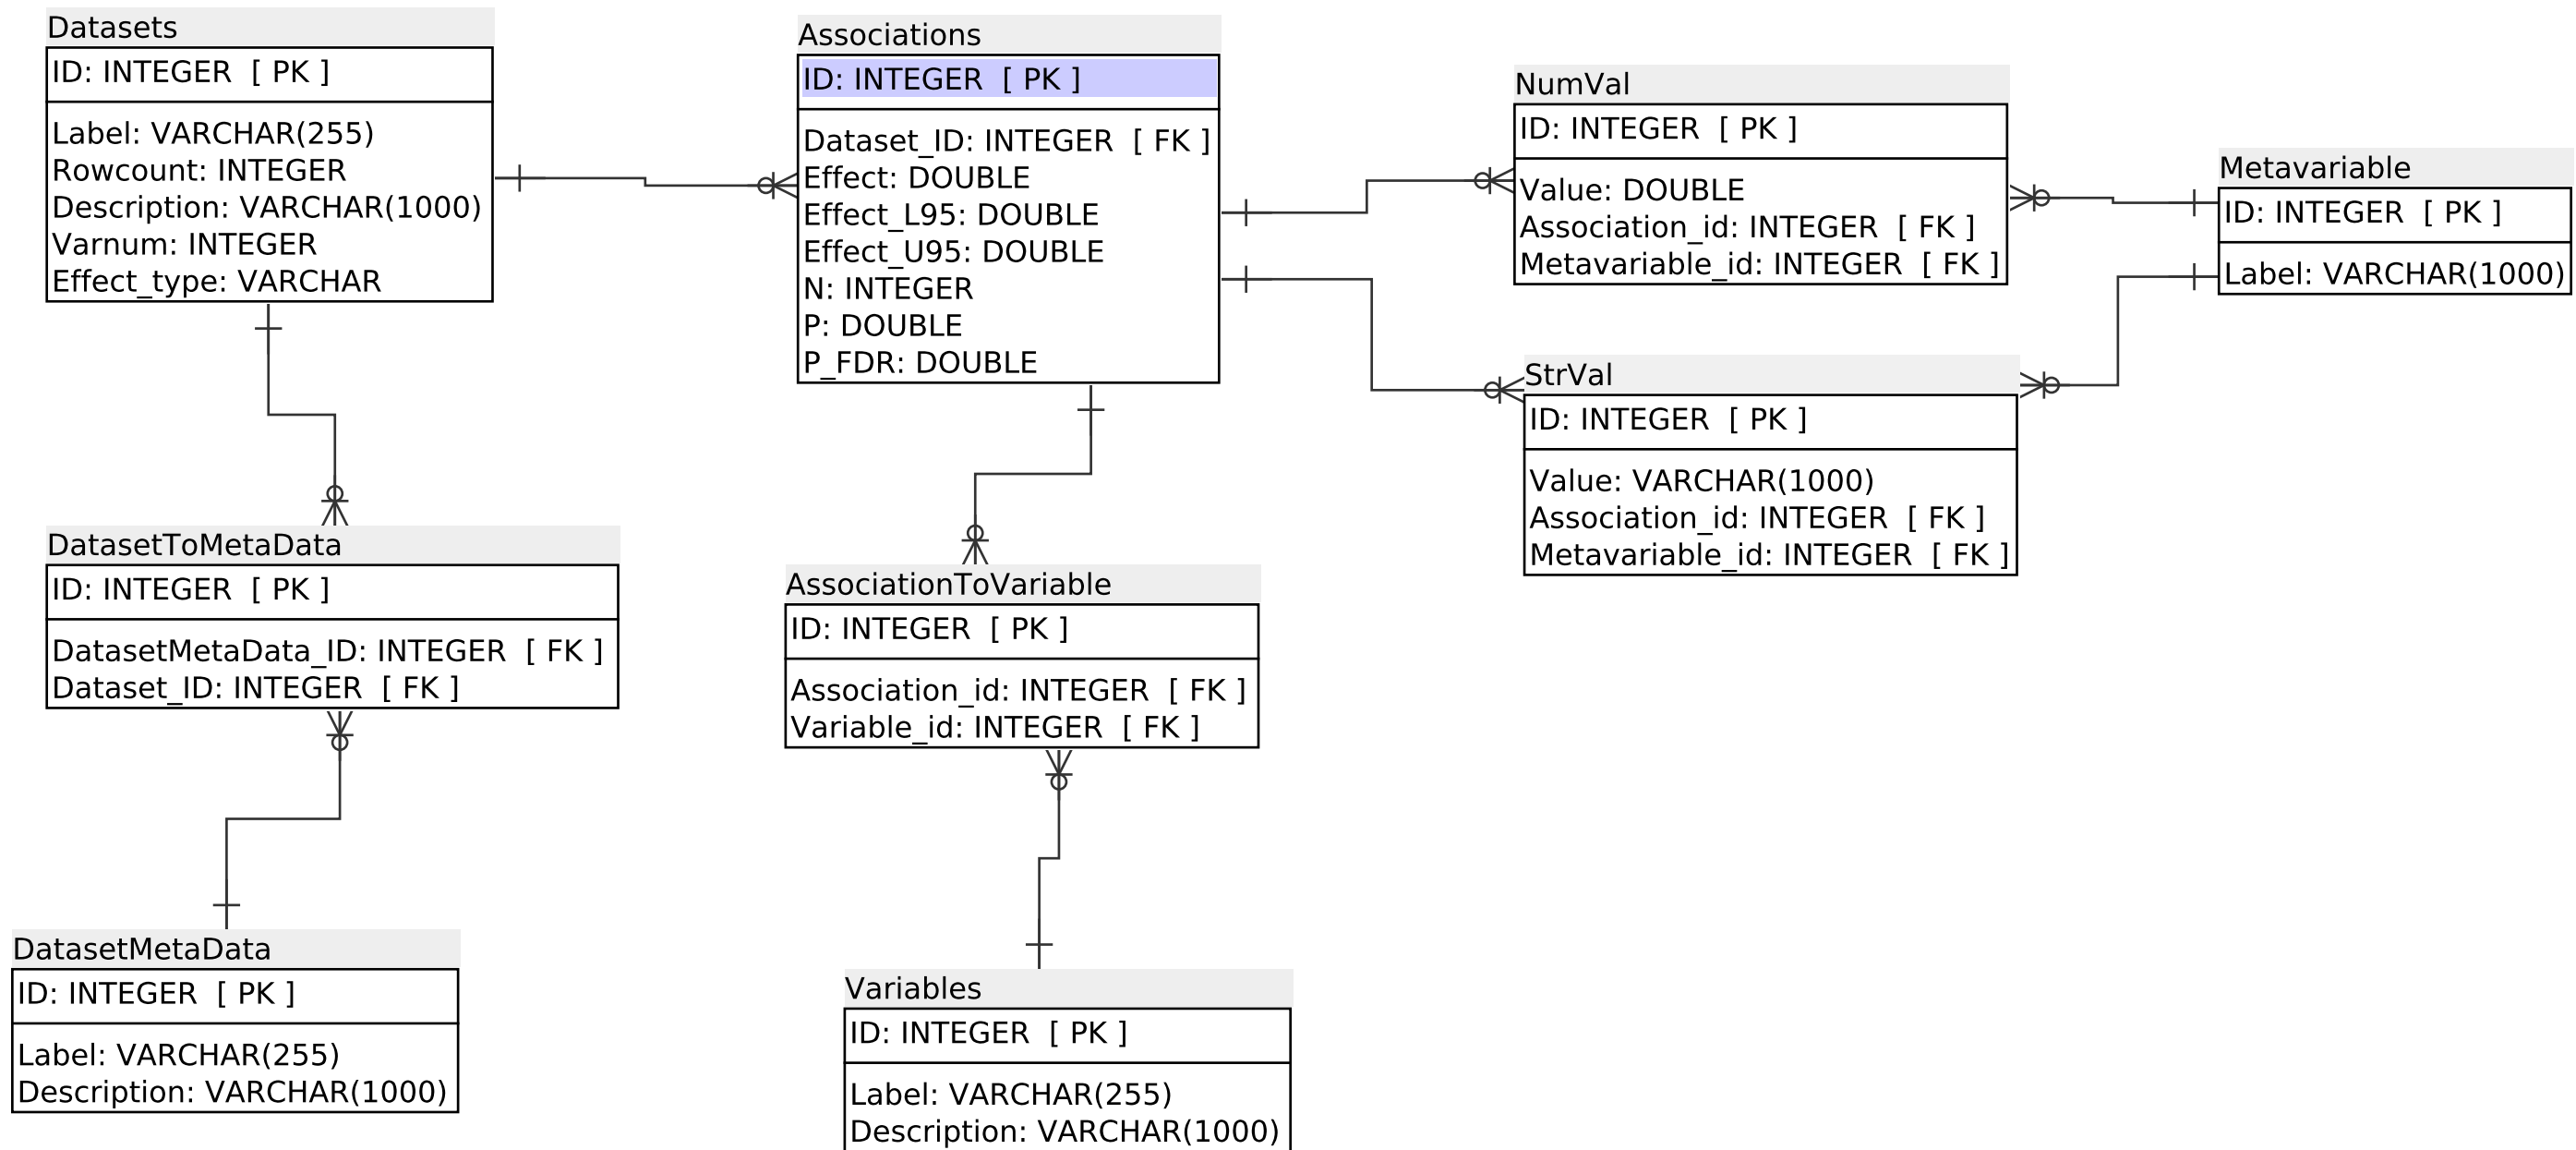 Datasets
ID: INTEGER  [ PK ]
Label: VARCHAR(255)
Rowcount: INTEGER
Description: VARCHAR(1000)
Varnum: INTEGER
Effect_type: VARCHAR
Associations
ID: INTEGER  [ PK ]
Dataset_ID: INTEGER  [ FK ]
Effect: DOUBLE
Effect_L95: DOUBLE
Effect_U95: DOUBLE
N: INTEGER
P: DOUBLE
P_FDR: DOUBLE
NumVal
ID: INTEGER  [ PK ]
Value: DOUBLE
Association_id: INTEGER  [ FK ]
Metavariable_id: INTEGER  [ FK ]
Metavariable
ID: INTEGER  [ PK ]
Label: VARCHAR(1000)
StrVal
ID: INTEGER  [ PK ]
Value: VARCHAR(1000)
Association_id: INTEGER  [ FK ]
Metavariable_id: INTEGER  [ FK ]
DatasetToMetaData
ID: INTEGER  [ PK ]
DatasetMetaData_ID: INTEGER  [ FK ]
Dataset_ID: INTEGER  [ FK ]
AssociationToVariable
ID: INTEGER  [ PK ]
Association_id: INTEGER  [ FK ]
Variable_id: INTEGER  [ FK ]
DatasetMetaData
ID: INTEGER  [ PK ]
Label: VARCHAR(255)
Description: VARCHAR(1000)
Variables
ID: INTEGER  [ PK ]
Label: VARCHAR(255)
Description: VARCHAR(1000)